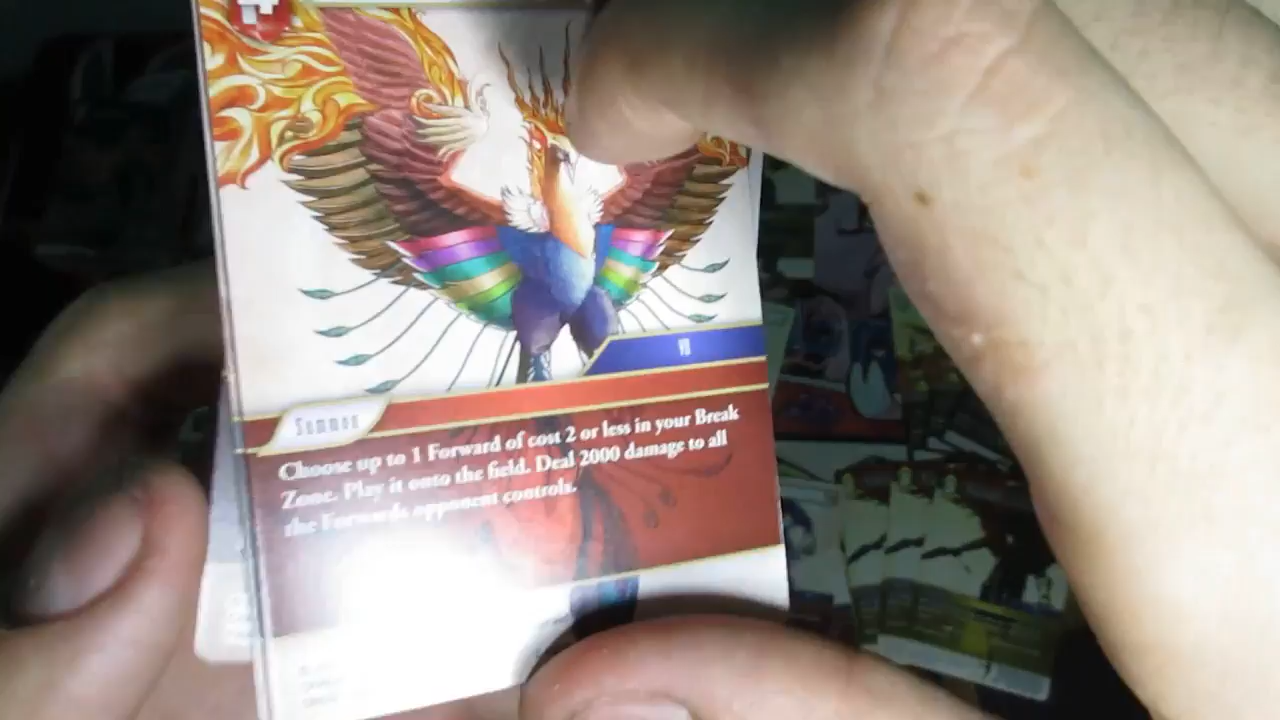 VII
Summon
Choose up to 1 Forward of cost 2 or less in your Break
Zone. Play it onto the field. Deal 2000 damage to all
the Forwards opponent controls.